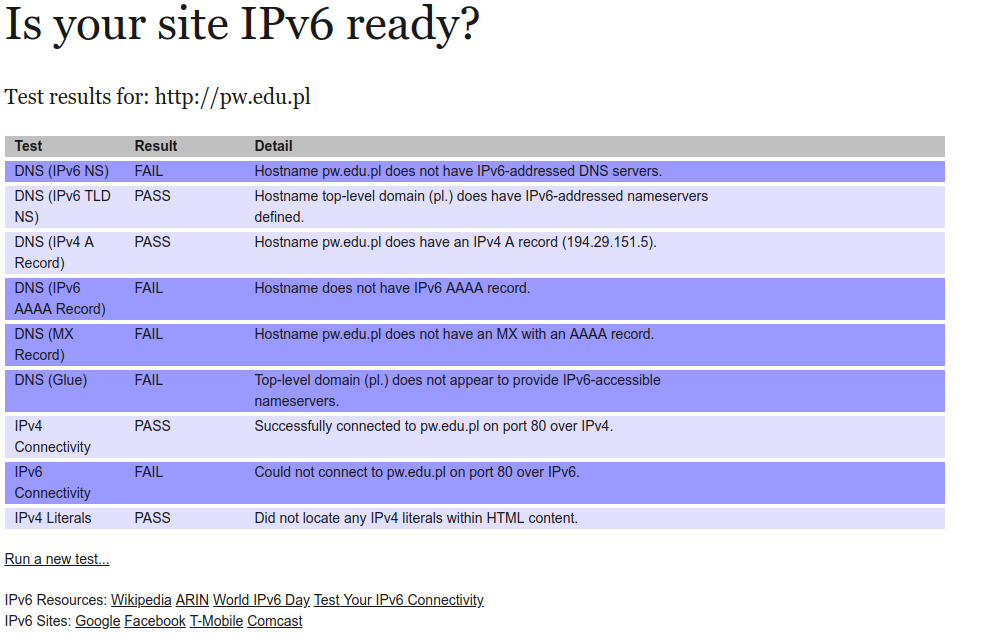 Is your site IPv6 ready?
Test results for: http://pw.edu.pl
Test Result Detail
DNS (IPv6 NS) FAIL Hostname pw.edu.pl does not have IPv6-addressed DNS servers.
DNS (IPv6 TLD PASS Hostname top-level domain (pl.) does have IPv6-addressed nameservers
NS) defined.
DNS (IPv4 A PASS Hostname pw.edu.pl does have an IPv4 A record (194.29.151.5).
Record)
DNS (IPv6 FAIL Hostname does not have IPv6 AAAA record.
AAAA Record)
DNS (MX FAIL Hostname pw.edu.pl does not have an MX with an AAAA record.
Record)
DNS (Glue) FAIL Top-level domain (pl.) does not appear to provide IPv6-accessible
nameservers.
IPv4 PASS Successfully connected to pw.edu.pl on port 80 over IPv4.
Connectivity
IPv6 FAIL Could not connect to pw.edu.pl on port 80 over IPv6.
Connectivity
IPv4 Literals PASS Did not locate any IPv4 literals within HTML content.
Run a new test...
IPv6 Resources: Wikipedia ARIN World IPv6 Day Test Your IPv6 Connectivity
IPv6 Sites: Google Facebook T-Mobile Comcast